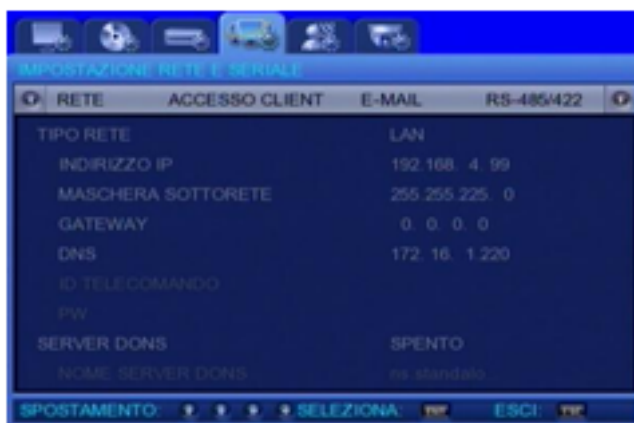 IMPOSTAZIONE RETE E SERIALE
RETE ACCESSO CLIENT E-MAIL RS-485/422
TIPO RETE LAN
INDIRIZZO IP 192.168. 4. 99
MASCHERA SOTTORETE 255.255.225. 0
GATEWAY 0. 0. 0. 0
DNS 172. 16. 1.220
ID TELECOMANDO
PW
SERVER DDNS SPENTO
NOME SERVER DDNS ns.standalo
SPOSTAMENTO: SELEZIONA: ESCI: